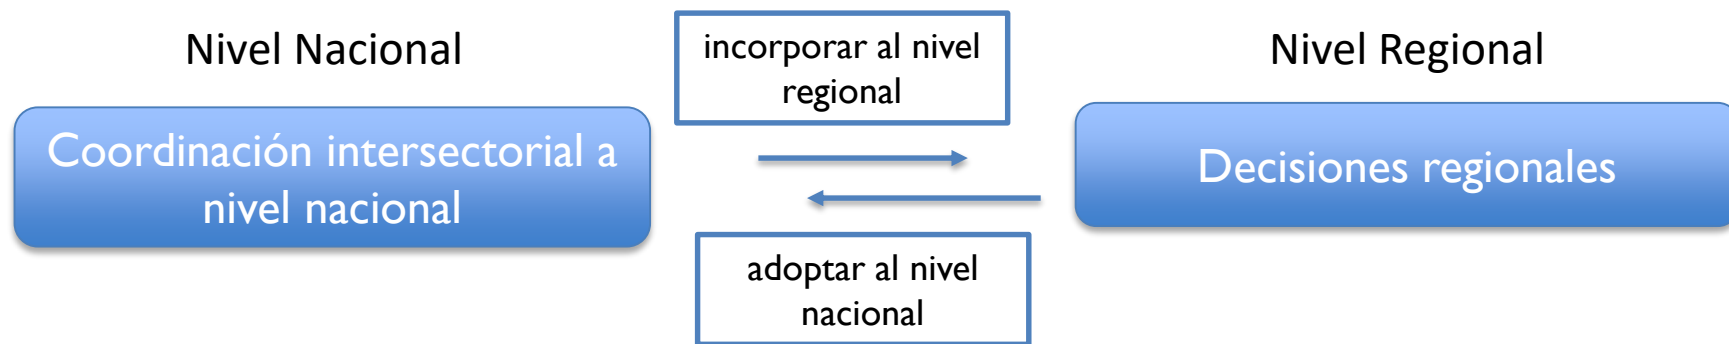 Nivel Nacional
Coordinación intersectorial a
nivel nacional
incorporar al nivel
regional
adoptar al nivel
nacional
Nivel Regional
Decisiones regionales